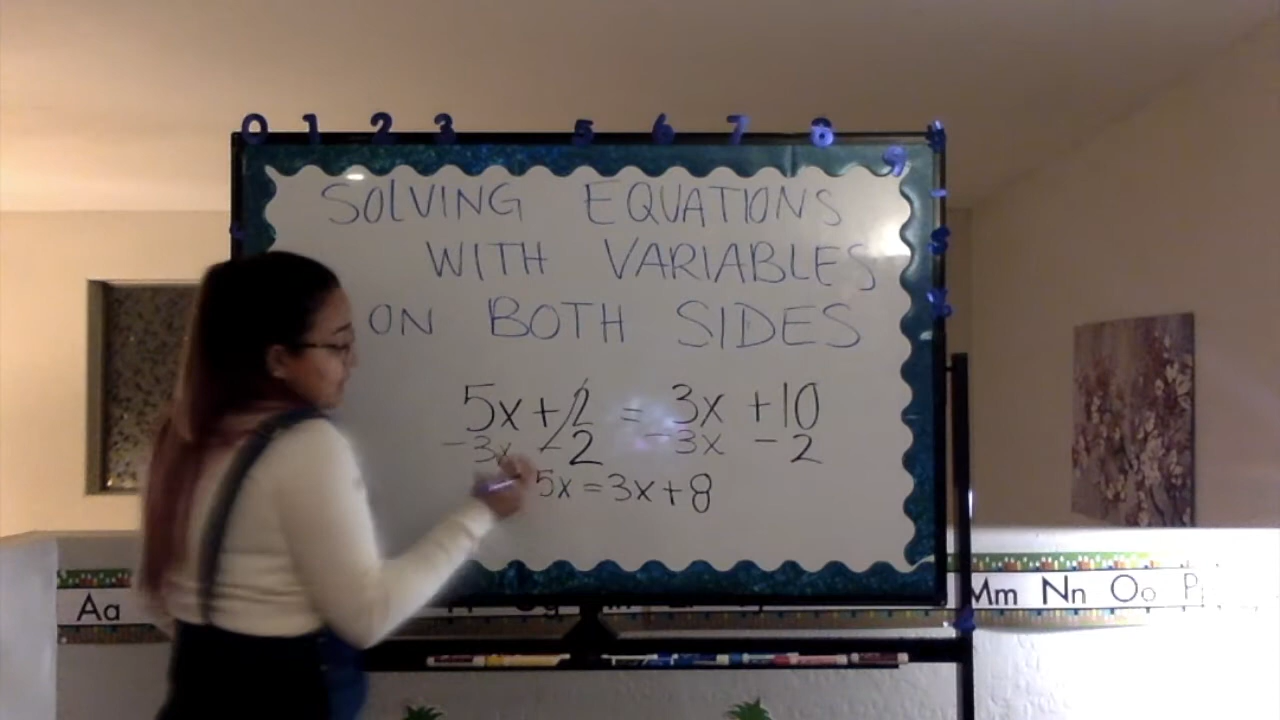 0 1 2 3 5 6 7 8 9
SOLVING EQUATIONS
WITH VARIABLES
ON BOTH SIDES
5x + 2 = 3x + 10
-3x - 2 - 3x - 2
5x = 3x + 8
Aa Mm Nn Oo